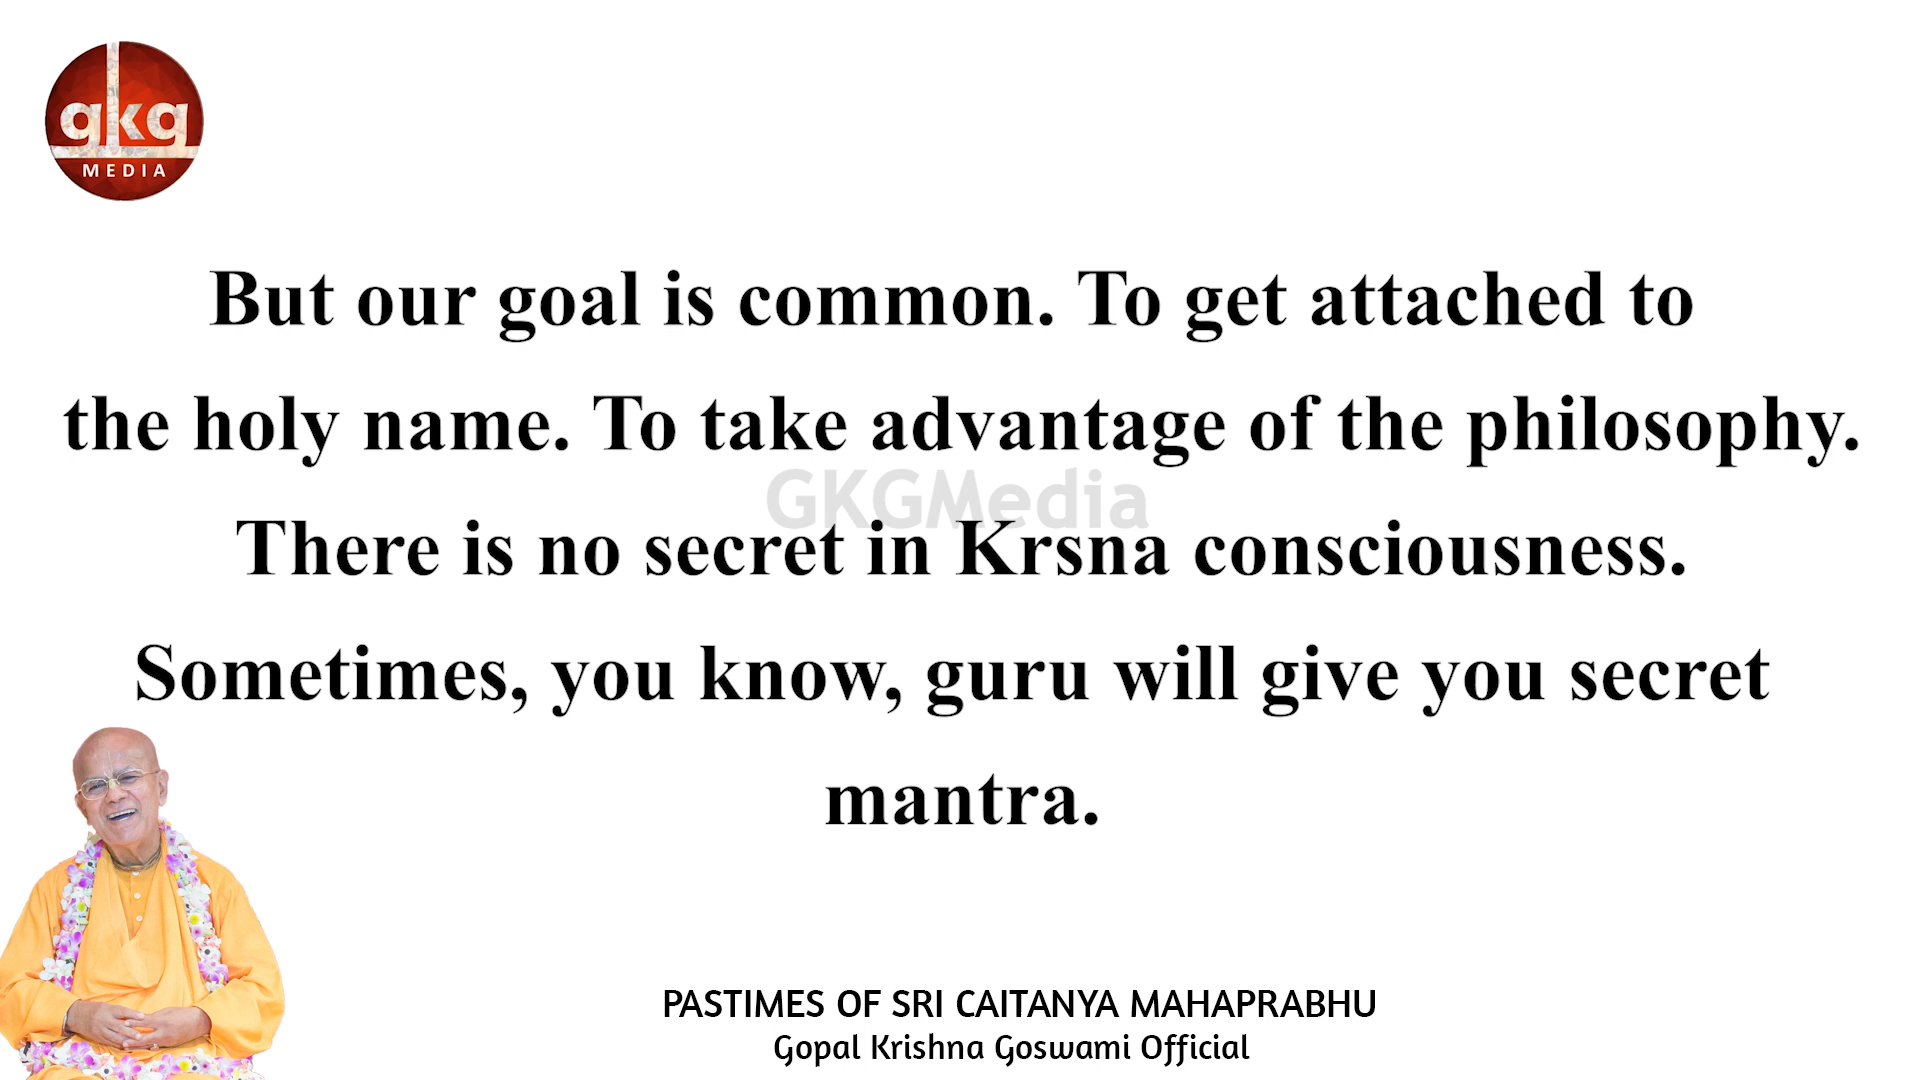 gkg
MEDIA
But our goal is common. To get attached to
the holy name. To take advantage of the philosophy.
GKGMedia
There is no secret in Krsna consciousness.
Sometimes, you know, guru will give you secret
mantra.
PASTIMES OF SRI CAITANYA MAHAPRABHU
Gopal Krishna Goswami Official